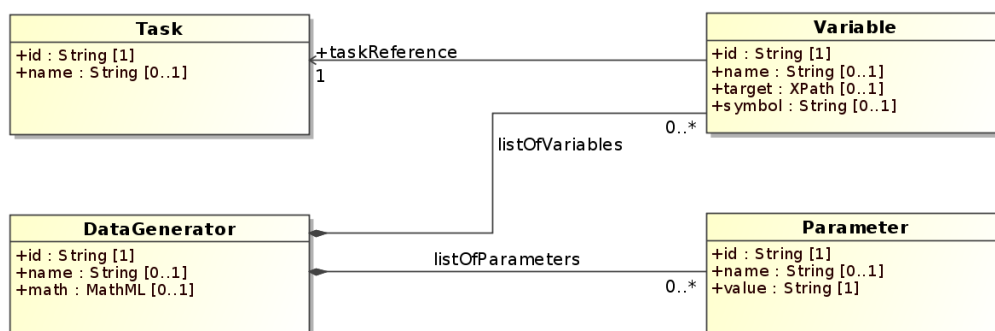 Task
+id : String [1]
+name : String [0..1]
+taskReference
1
Variable
+id : String [1]
+name : String [0..1]
+target : XPath [0..1]
+symbol : String [0..1]
0..*
listOfVariables
DataGenerator
+id : String [1]
+name : String [0..1]
+math : MathML [0..1]
listOfParameters
0..*
Parameter
+id : String [1]
+name : String [0..1]
+value : String [1]